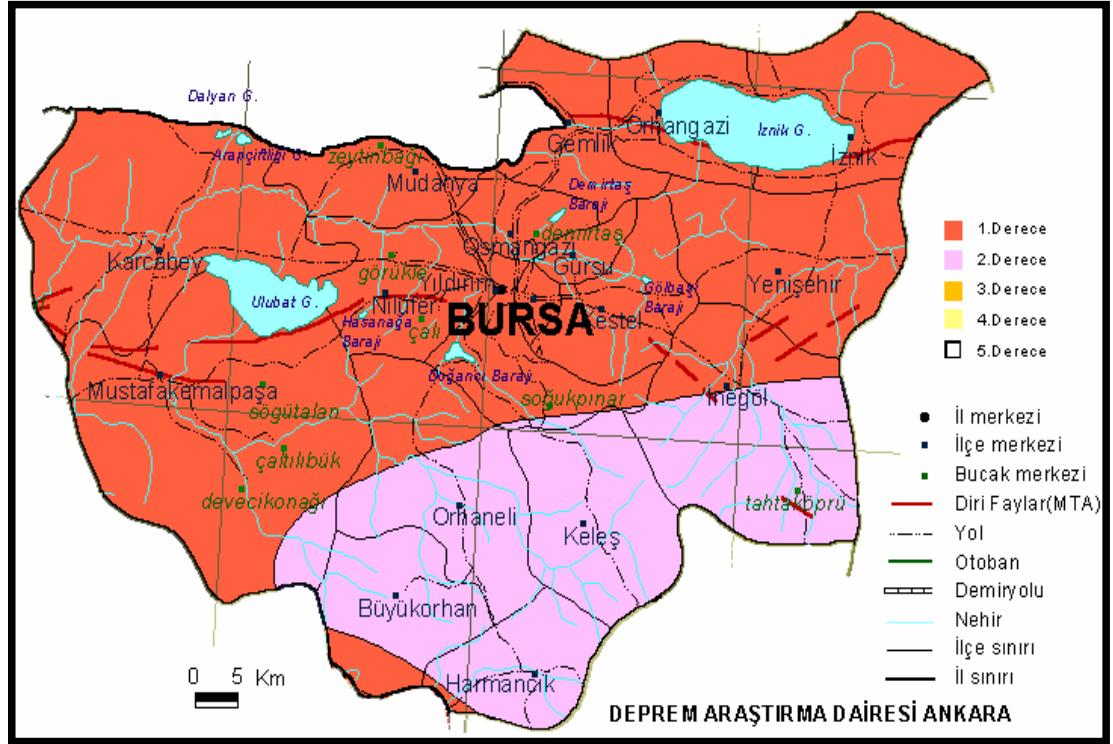 Dalyan G.
Arapçiftliği G.
zeytinbağı
Mudanya
Gemlik
Orhangazi
İznik G.
İznik
Demirtaş
Barajı
demirtaş
Osmangazi
Gürsu
Karcabey
görükle
Yıldırım
Ulubat G.
Nilüfer
çalı
Hasanağa
Barajı
BURSA
estel
Gölbaş
Barajı
Yenişehir
Doğancı Barajı
Mustafakemalpaşa
söğütalan
soğukpınar
İnegöl
çaltılıbük
devecikonağı
Orhaneli
Keleş
tahtaköprü
Büyükorhan
Harmancık
1.Derece
2.Derece
3.Derece
4.Derece
5.Derece
İl merkezi
İlçe merkezi
Bucak merkezi
Diri Faylar(MTA)
Yol
Otoban
Demiryolu
Nehir
İlçe sınırı
İl sınırı
0 5 Km
DEPREM ARAŞTIRMA DAİRESİ ANKARA